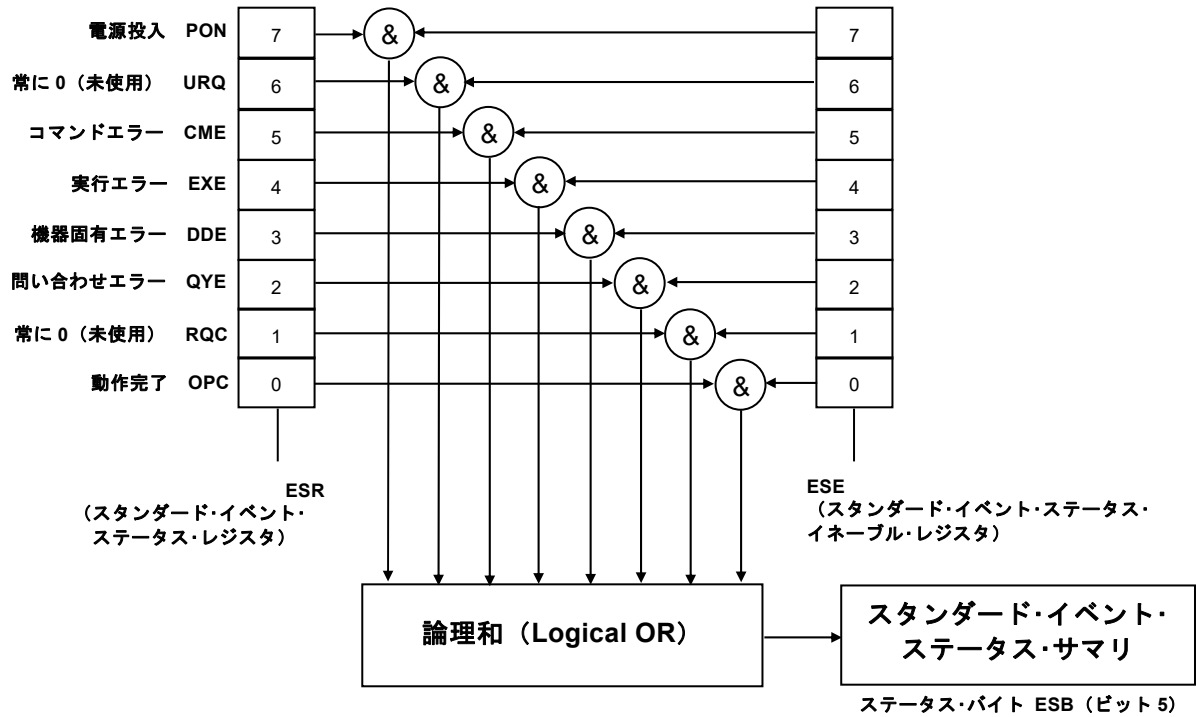 電源投入 PON 7 & 7
常に 0（未使用） URQ 6 & 6
コマンドエラー CME 5 & 5
実行エラー EXE 4 & 4
機器固有エラー DDE 3 & 3
問い合わせエラー QYE 2 & 2
常に 0（未使用） RQC 1 & 1
動作完了 OPC 0 & 0
ESR
（スタンダード･イベント･
ステータス･レジスタ）
ESE
（スタンダード･イベント･ステータス･
イネーブル･レジスタ）
論理和（Logical OR）
スタンダード･イベント･
ステータス･サマリ
ステータス･バイト ESB（ビット 5）